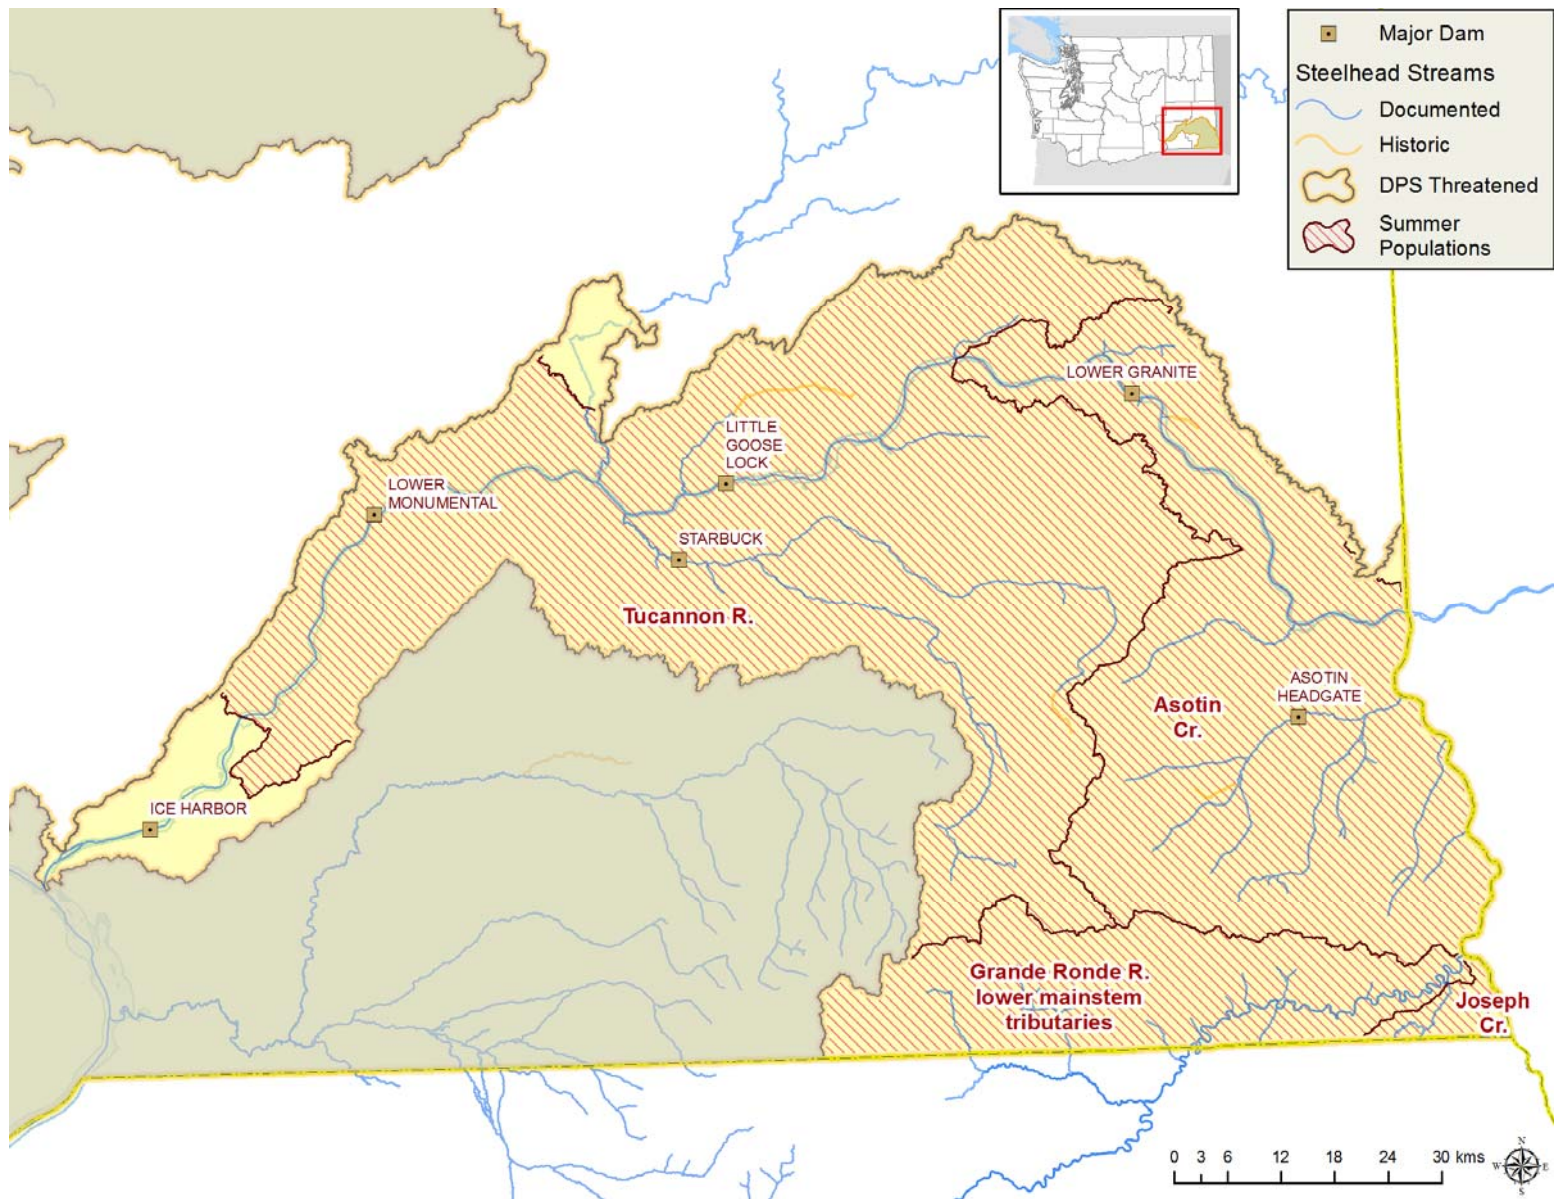 Major Dam
Steelhead Streams
Documented
Historic
DPS Threatened
Summer
Populations
LOWER GRANITE
LITTLE
GOOSE
LOCK
LOWER
MONUMENTAL
STARBUCK
Tucannon R.
ASOTIN
HEADGATE
Asotin
Cr.
ICE HARBOR
Grande Ronde R.
lower mainstem
tributaries
Joseph
Cr.
0 3 6 12 18 24 30 kms
N
W E
S